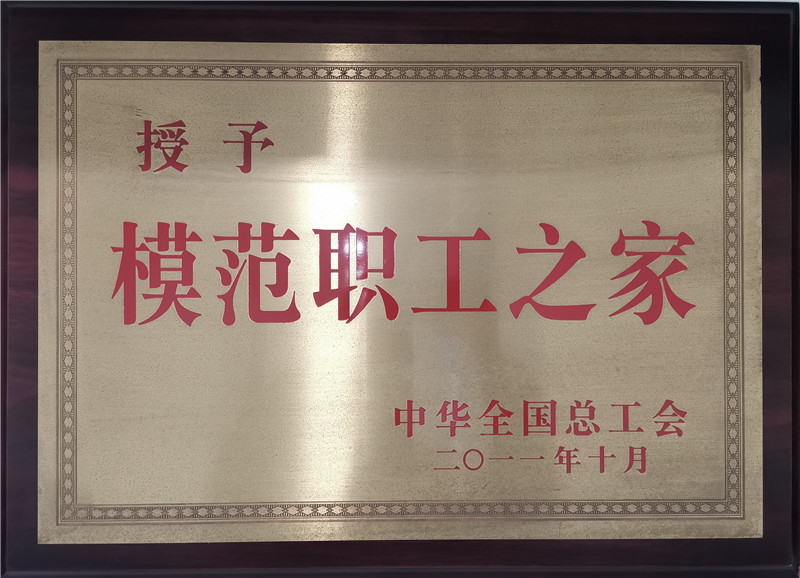 授予
模范职工之家
中华全国总工会
二〇一一年十月